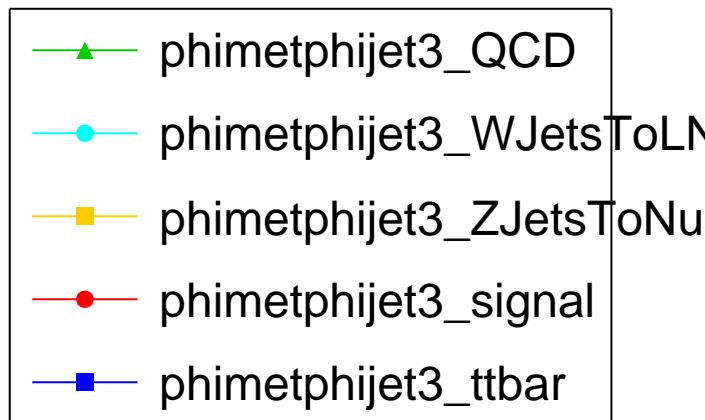 phimetphijet3_QCD
phimetphijet3_WJetsToLN
phimetphijet3_ZJetsToNu
phimetphijet3_signal
phimetphijet3_ttbar